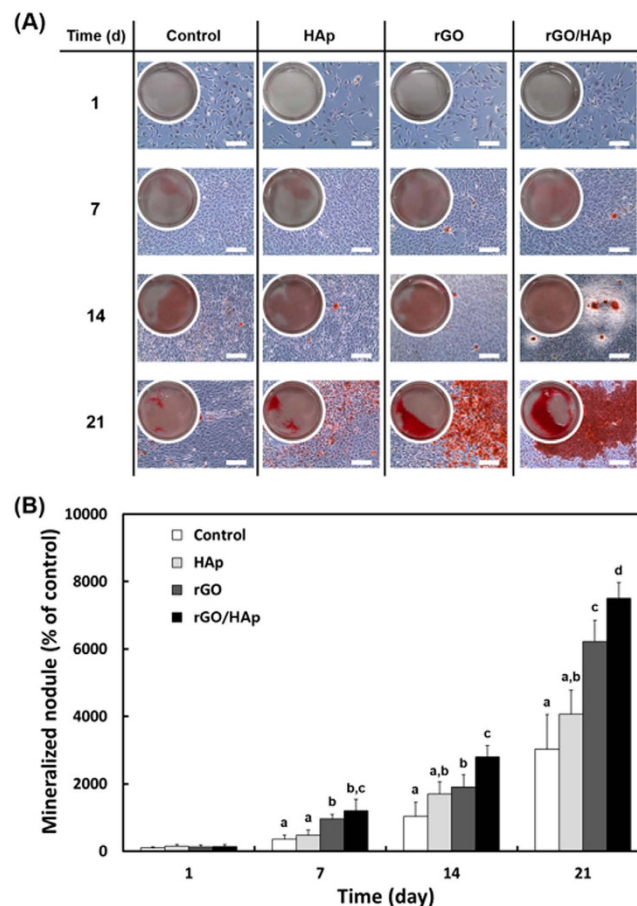 (A)
Time (d) Control HAp rGO rGO/HAp
1
7
14
21
(B)
Mineralized nodule (% of control)
10000
8000
6000
4000
2000
0
Control
HAp
rGO
rGO/HAp
a a b b,c
a a,b b c
a a,b c d
1 7 14 21
Time (day)